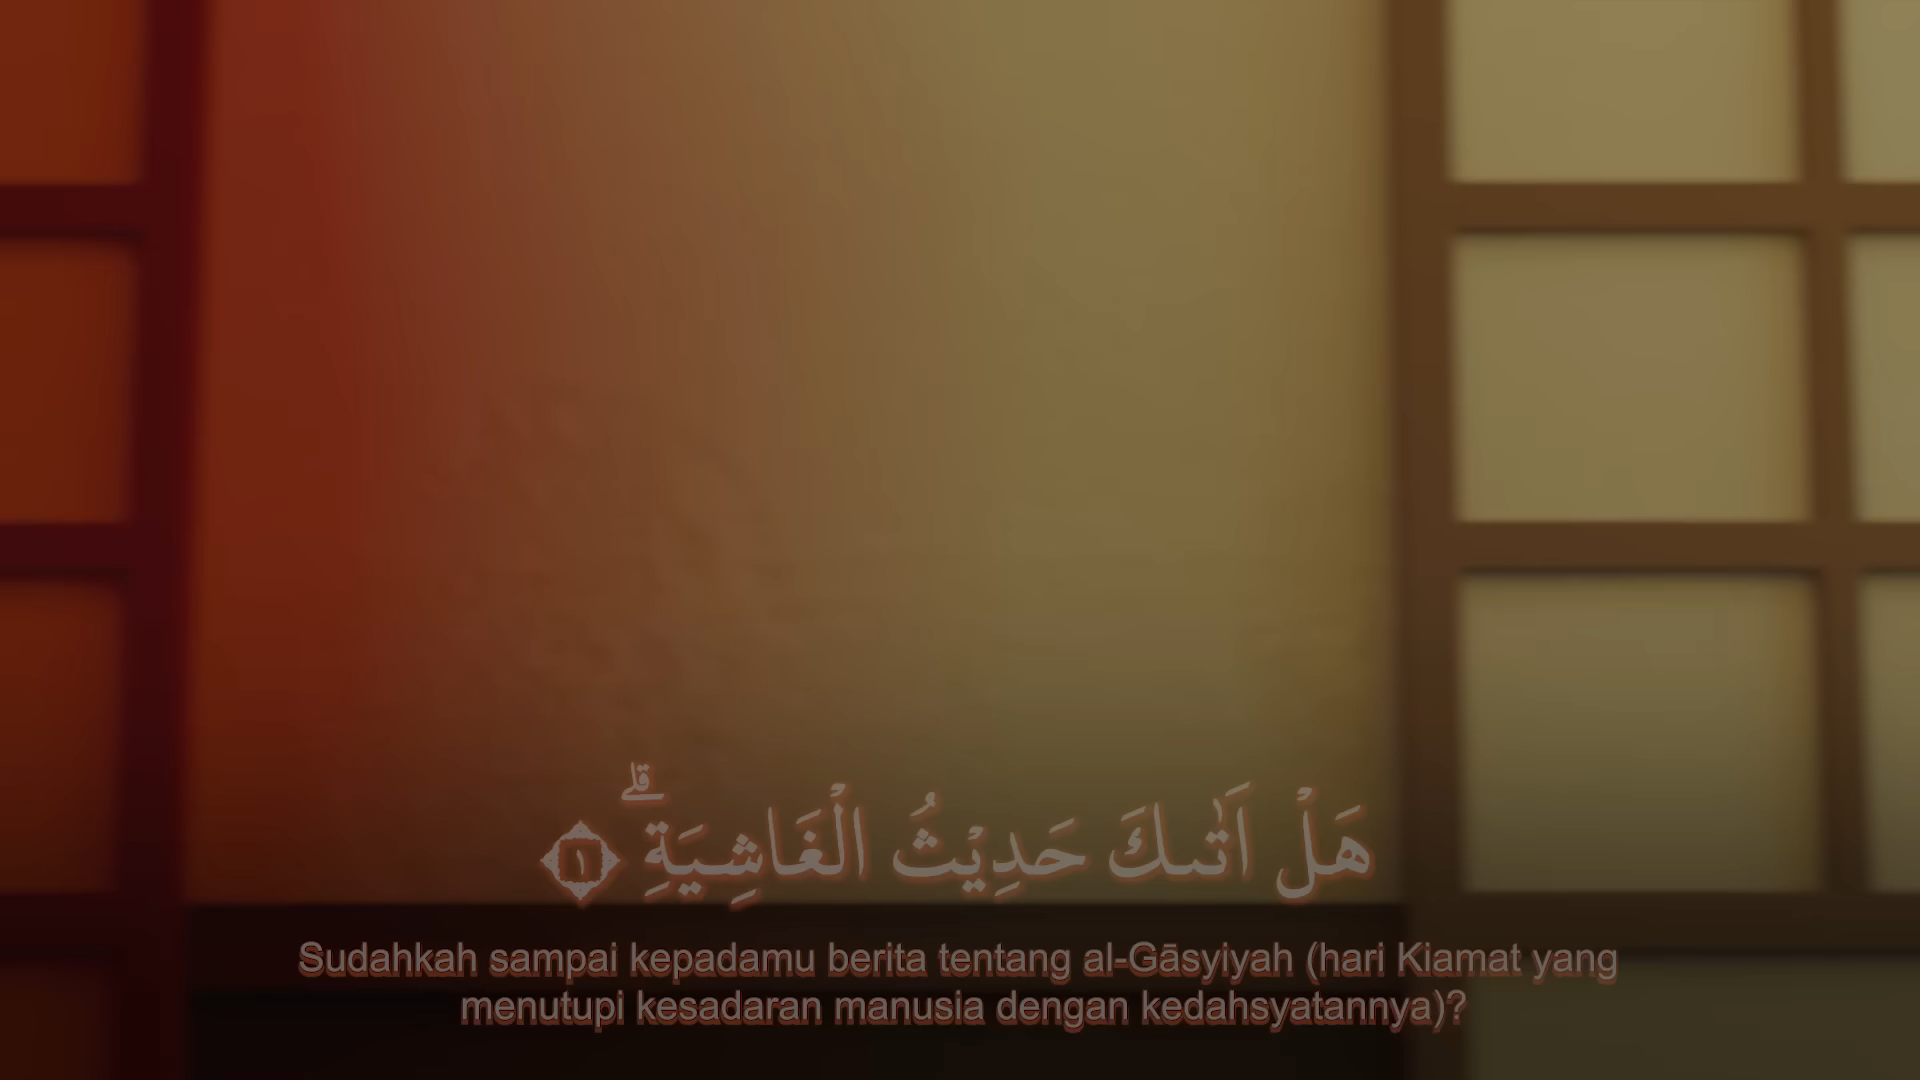 هَلْ اَتٰىكَ حَدِيْثُ الْغَاشِيَةِۗ ۝١
Sudahkah sampai kepadamu berita tentang al-Gāsyiyah (hari Kiamat yang
menutupi kesadaran manusia dengan kedahsyatannya)?